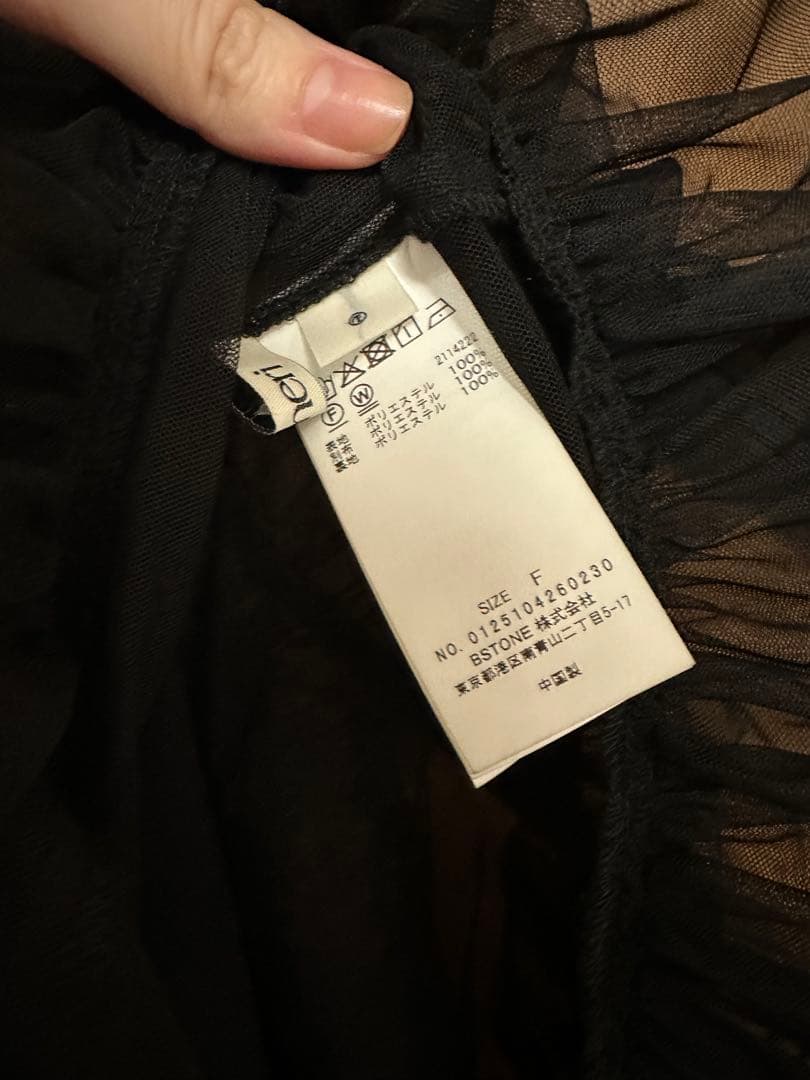 2114222
表地 ポリエステル 100%
別布 ポリエステル 100%
裏地 ポリエステル 100%
F W
SIZE F
NO. 0125104260230
BSTONE 株式会社
東京都港区南青山二丁目5-17
中国製